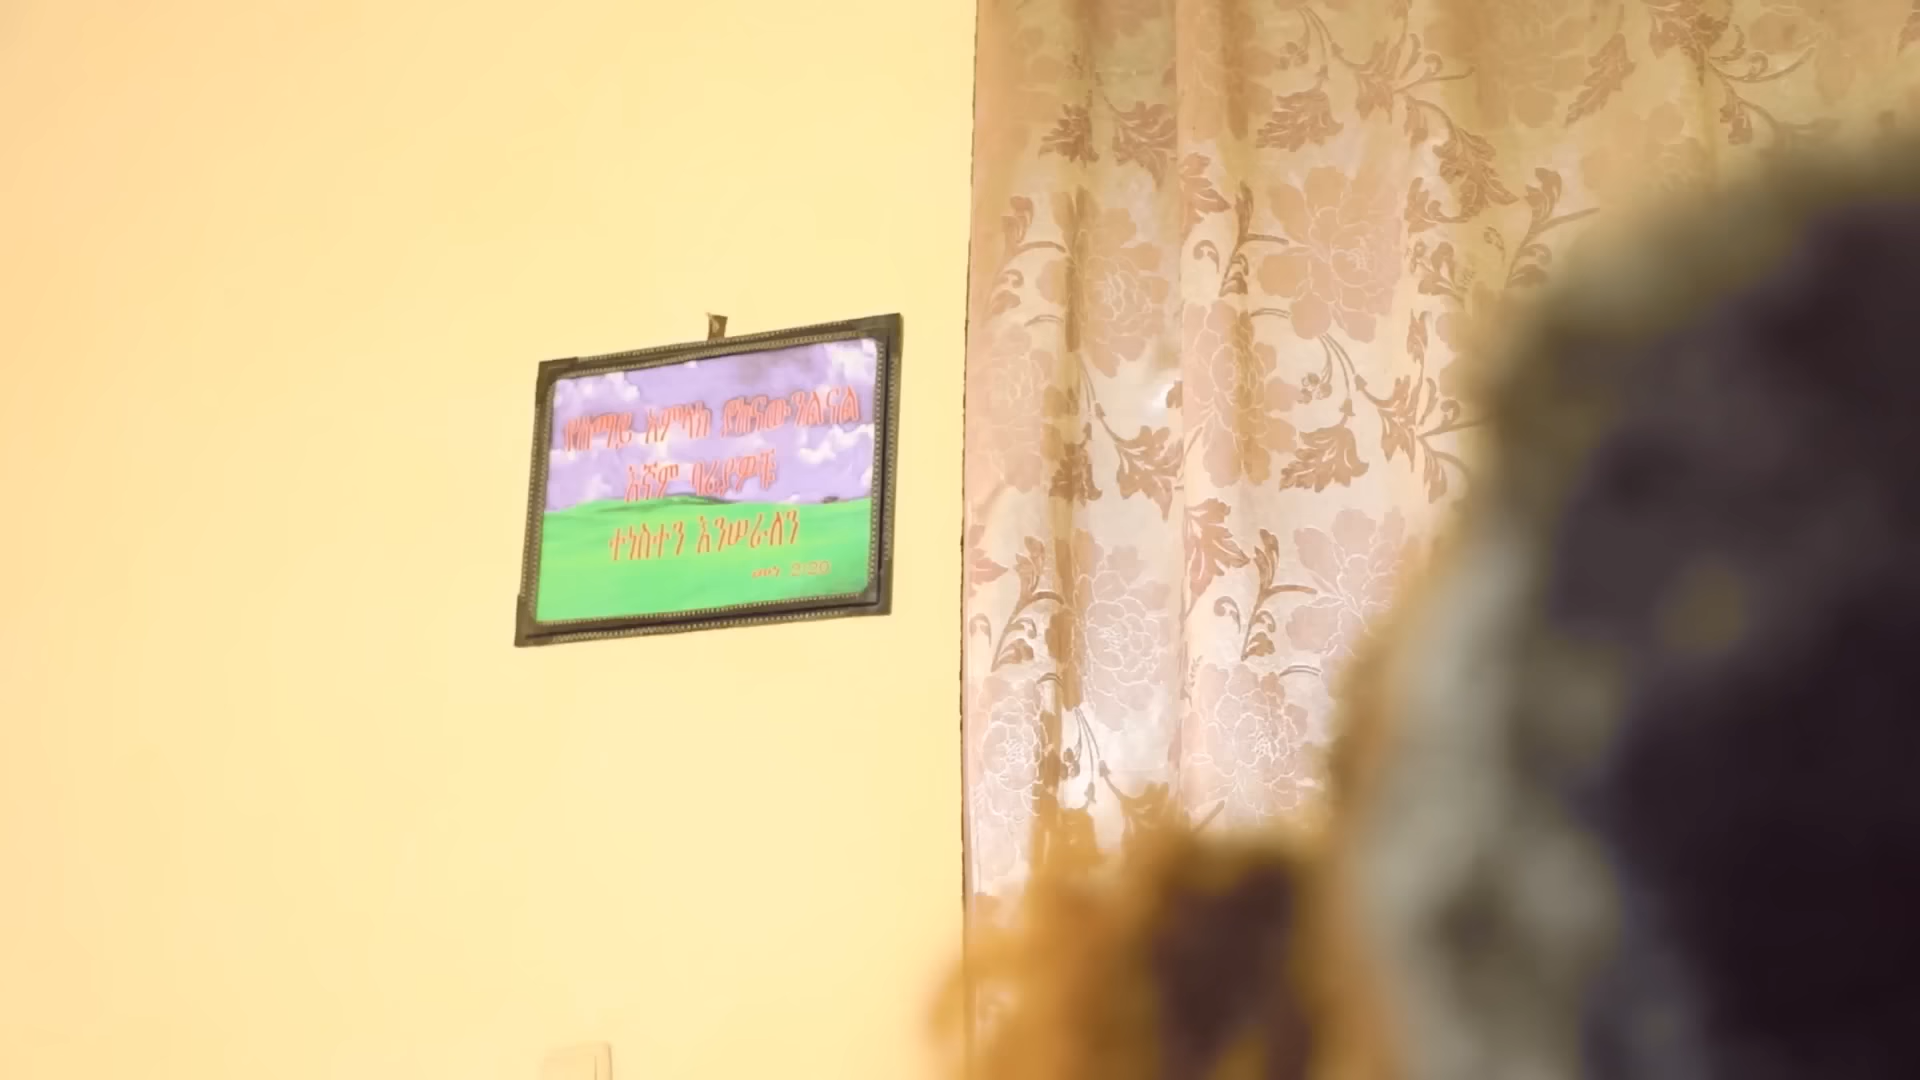 የሰማይ አምላክ ያከናውንልናል
እኛም ባሪያዎቹ
ተነስተን እንሠራለን
2:20